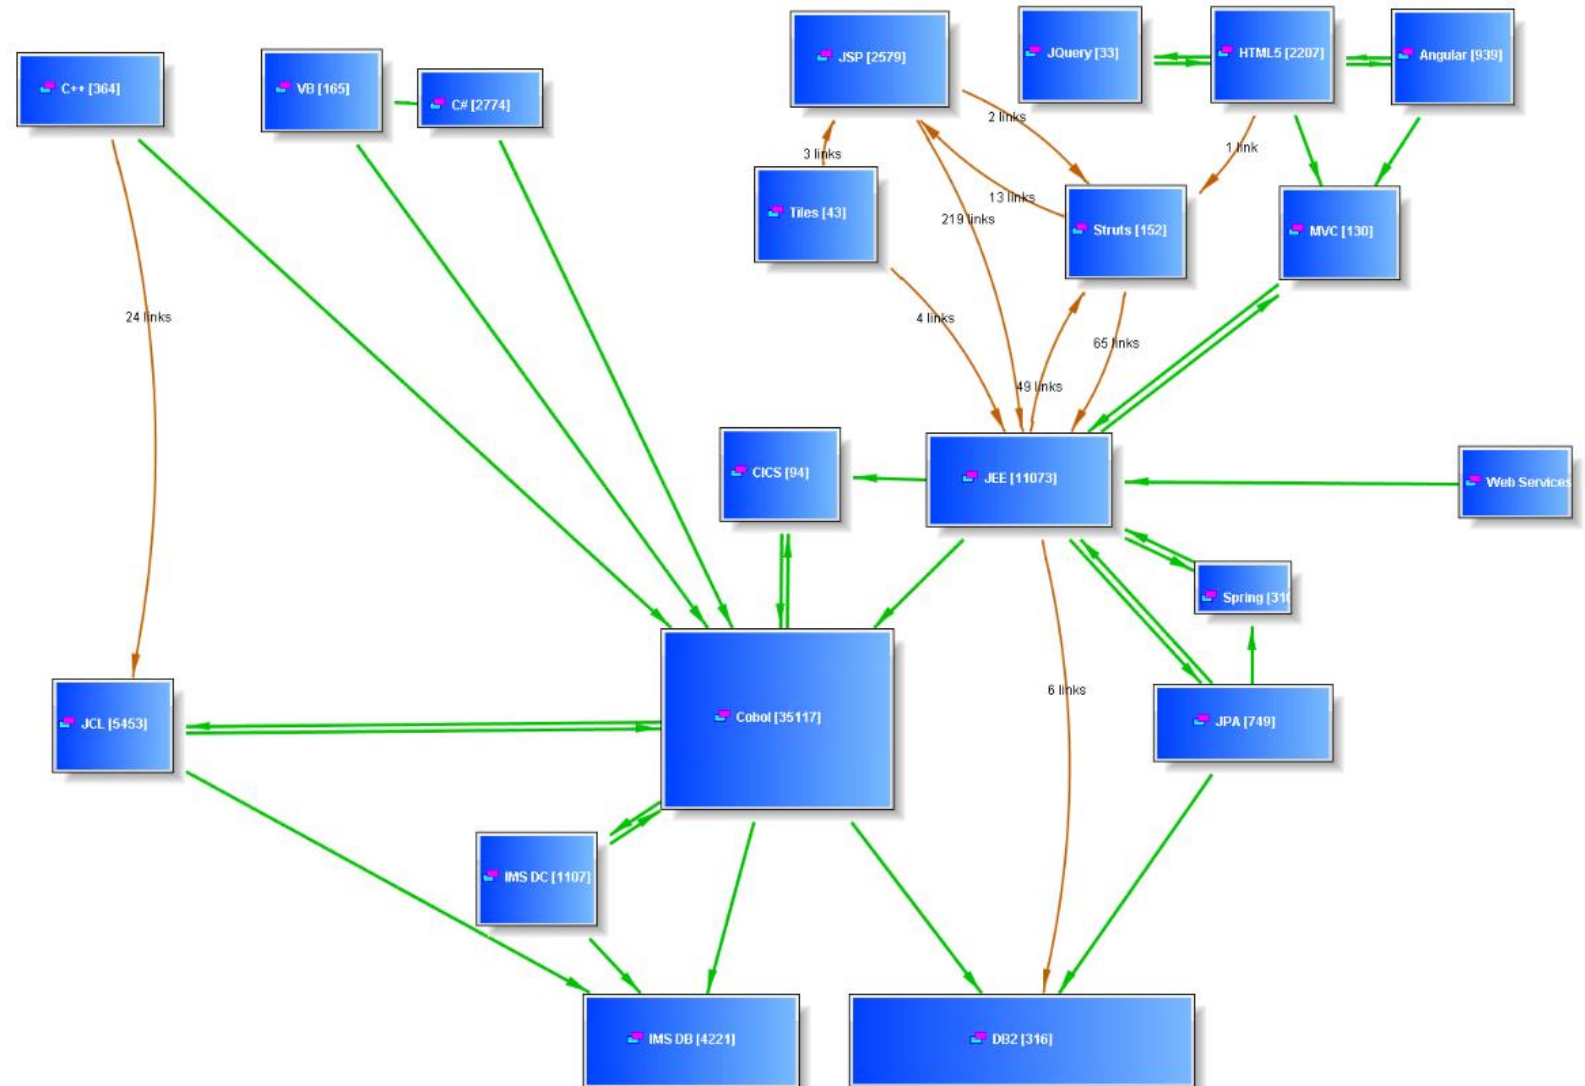 JSP [2579]
JQuery [33]
HTML5 [2207]
Angular [939]
C++ [364]
VB [165]
C# [2774]
2 links
3 links
1 link
13 links
219 links
Tiles [43]
Struts [152]
MVC [130]
24 links
4 links
65 links
49 links
CICS [94]
JEE [11073]
Web Services
Spring [310
6 links
JCL [5453]
Cobol [35117]
JPA [749]
IMS DC [1107]
IMS DB [4221]
DB2 [316]